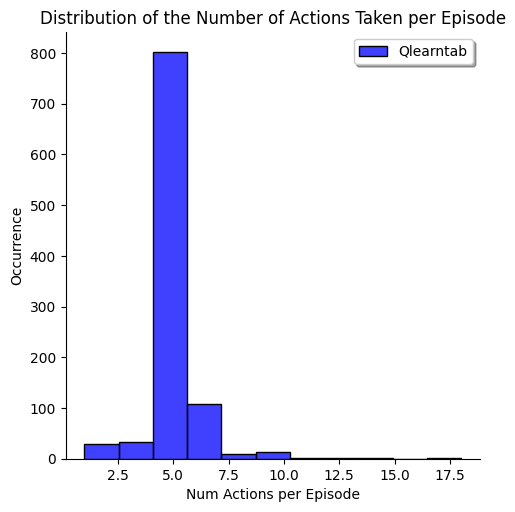 Distribution of the Number of Actions Taken per Episode
Qlearntab
Occurrence
800
700
600
500
400
300
200
100
0
2.5 5.0 7.5 10.0 12.5 15.0 17.5
Num Actions per Episode